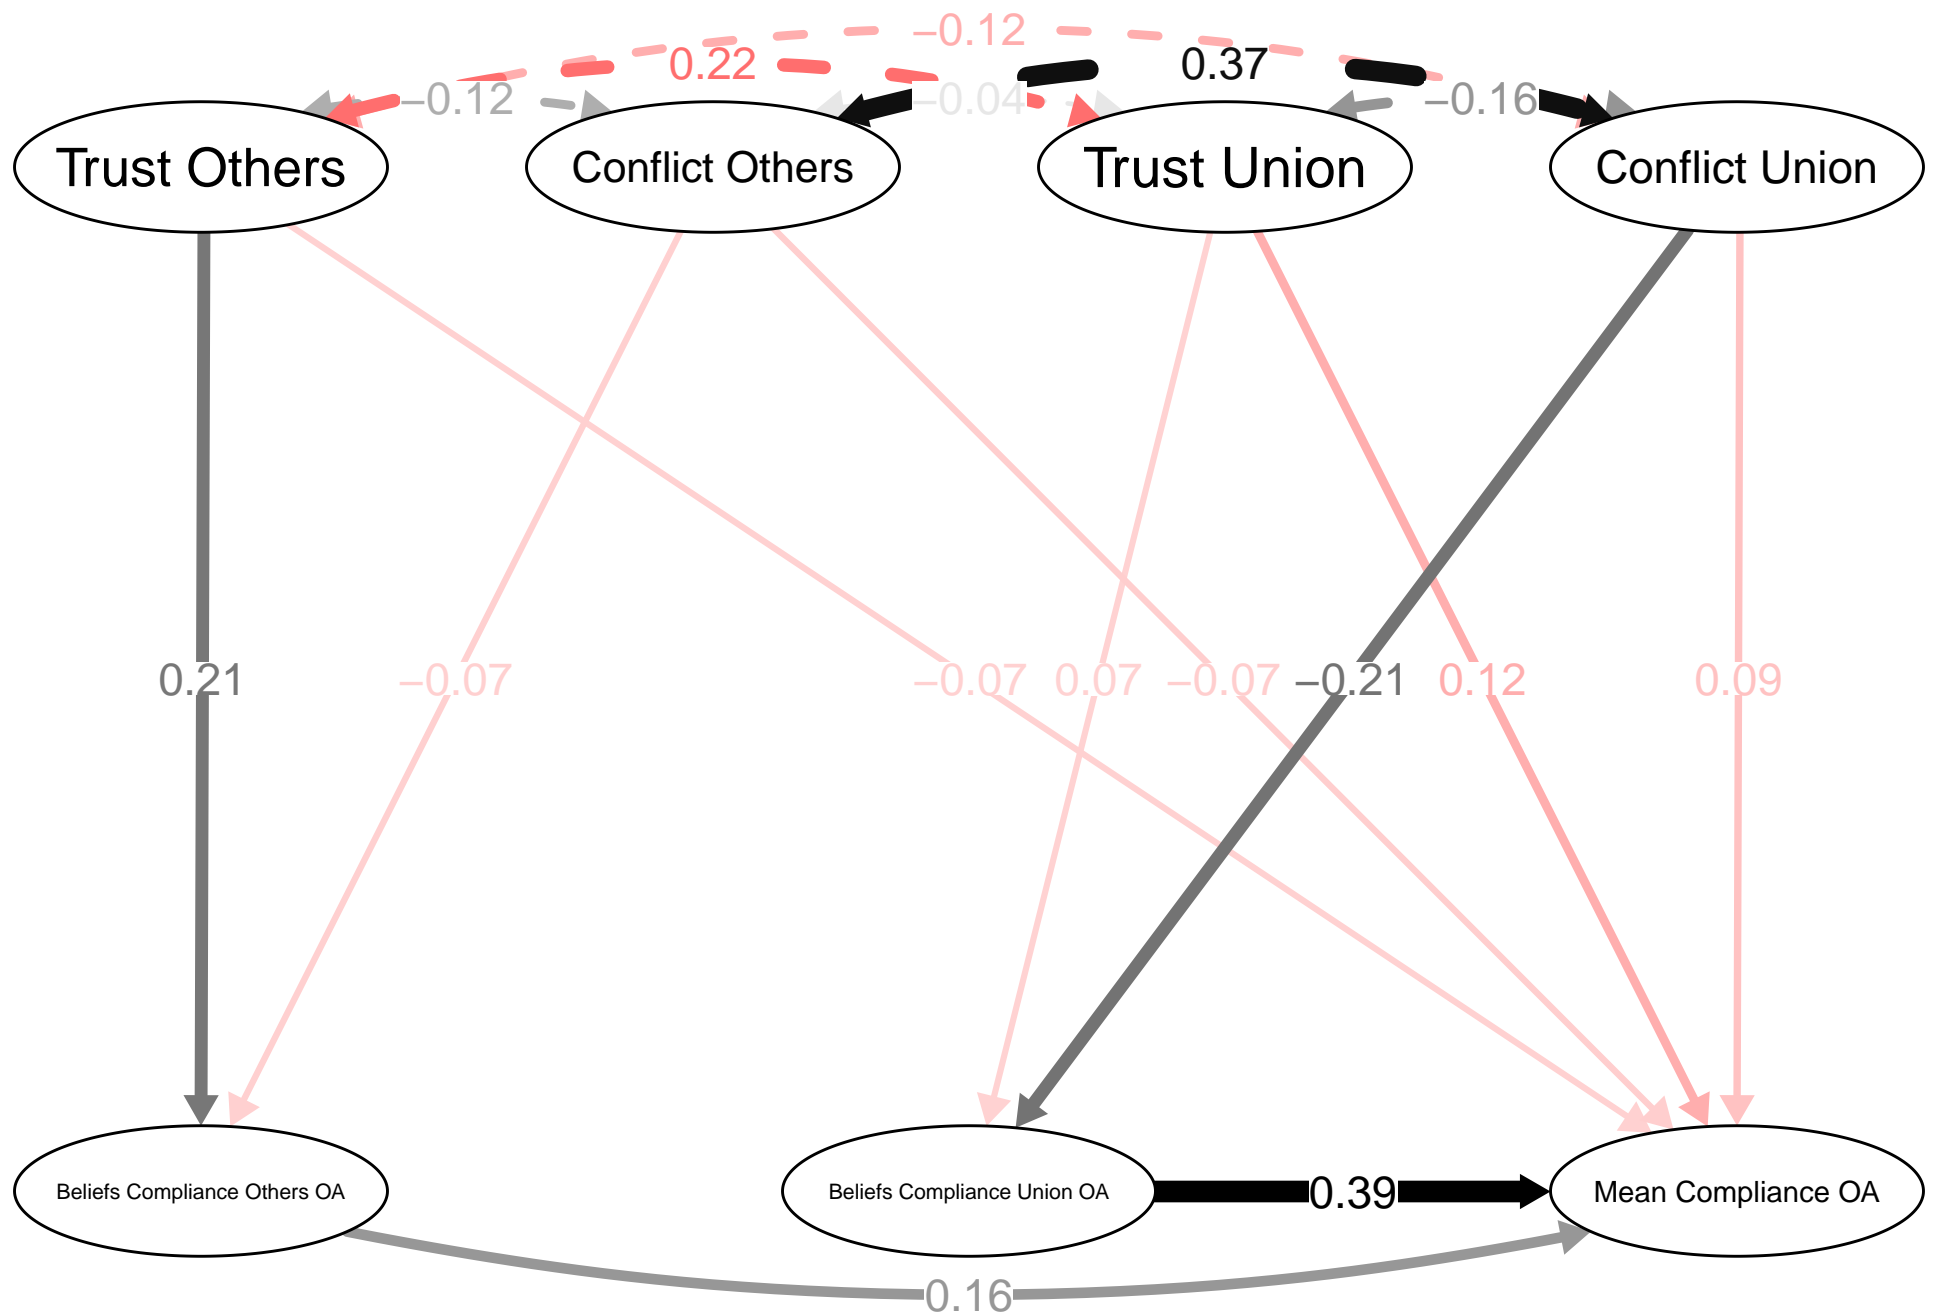 −0.12
0.22
0.37
−0.12
−0.04
−0.16
Trust Others
Conflict Others
Trust Union
Conflict Union
0.21
−0.07
−0.07
0.07
−0.07
−0.21
0.12
0.09
Beliefs Compliance Others OA
Beliefs Compliance Union OA
0.39
Mean Compliance OA
0.16